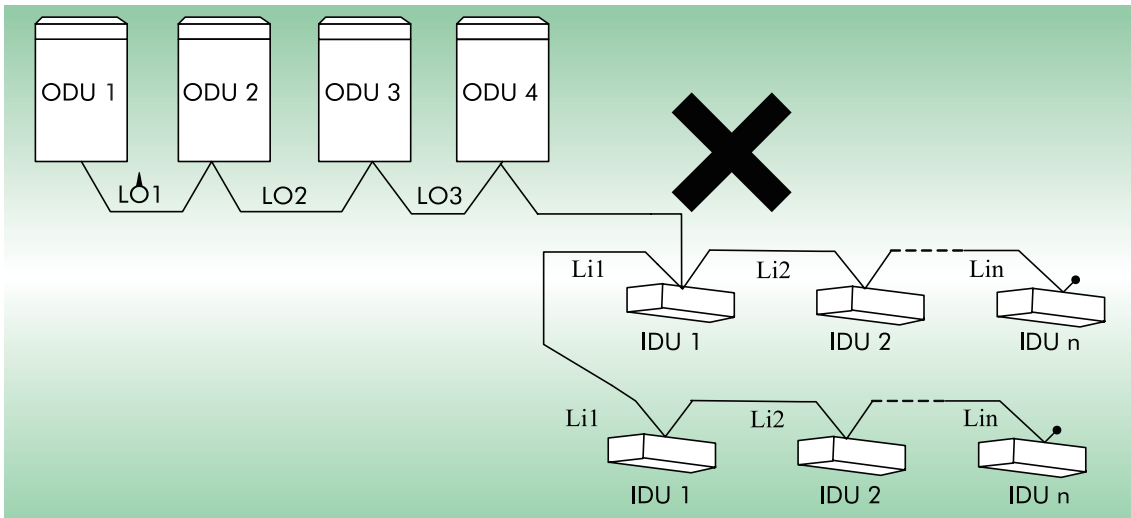 ODU 1 ODU 2 ODU 3 ODU 4
LO1 LO2 LO3
Li1 Li2 Lin
IDU 1 IDU 2 IDU n
Li1 Li2 Lin
IDU 1 IDU 2 IDU n